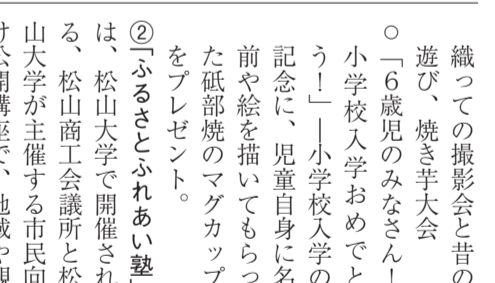 織っての撮影会と昔の
遊び、焼き芋大会
○「6歳児のみなさん！
小学校入学おめでと
う！」―小学校入学の
記念に、児童自身に名
前や絵を描いてもらっ
た砥部焼のマグカップ
をプレゼント。
②「ふるさとふれあい塾」
は、松山大学で開催され
る、松山商工会議所と松
山大学が主催する市民向
け公開講座で、地域や観